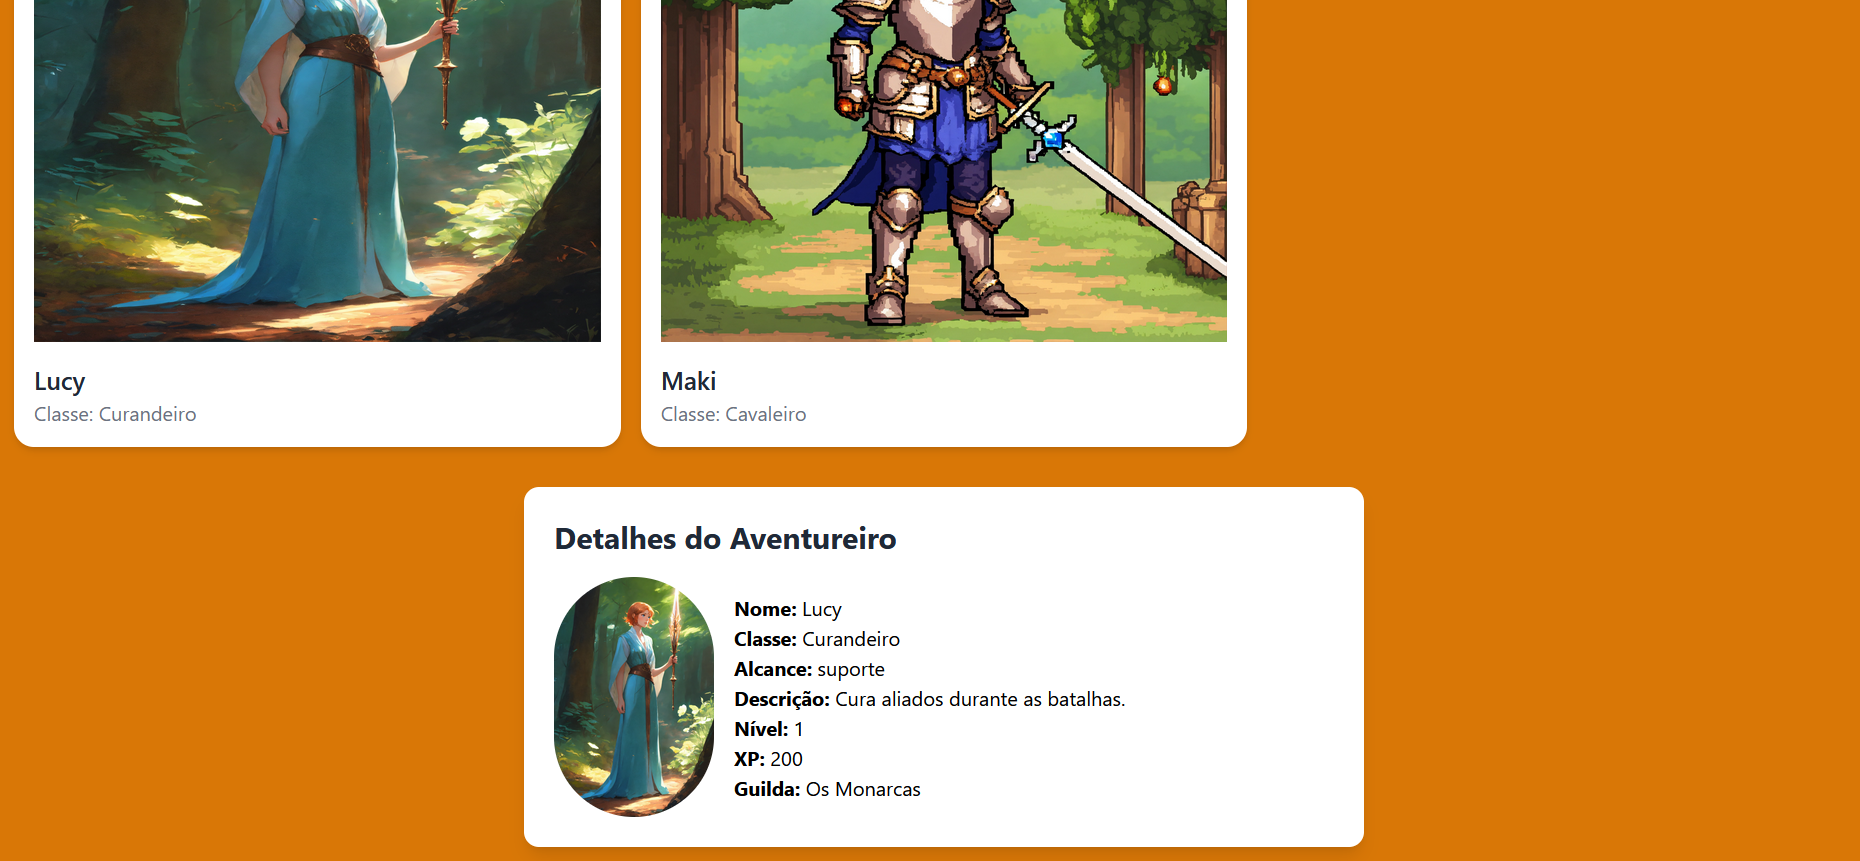 Lucy
Classe: Curandeiro
Maki
Classe: Cavaleiro
Detalhes do Aventureiro
Nome: Lucy
Classe: Curandeiro
Alcance: suporte
Descrição: Cura aliados durante as batalhas.
Nível: 1
XP: 200
Guilda: Os Monarcas